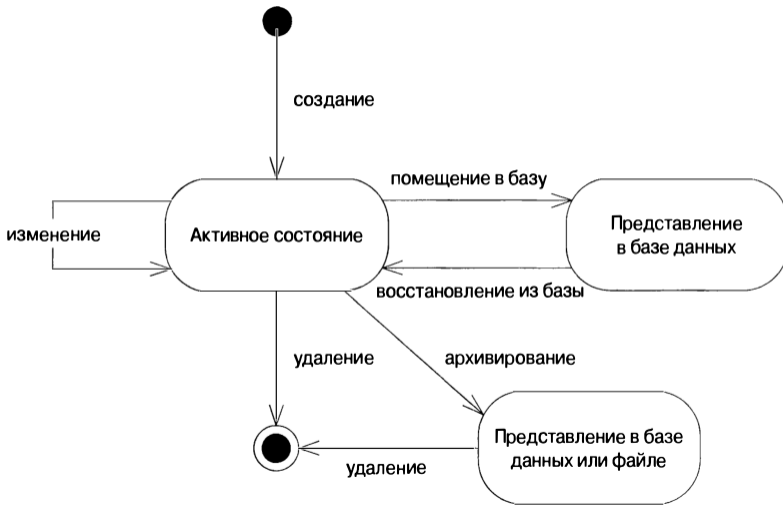 создание
помещение в базу
изменение
Активное состояние
Представление
в базе данных
восстановление из базы
удаление
архивирование
Представление в базе
данных или файле
удаление